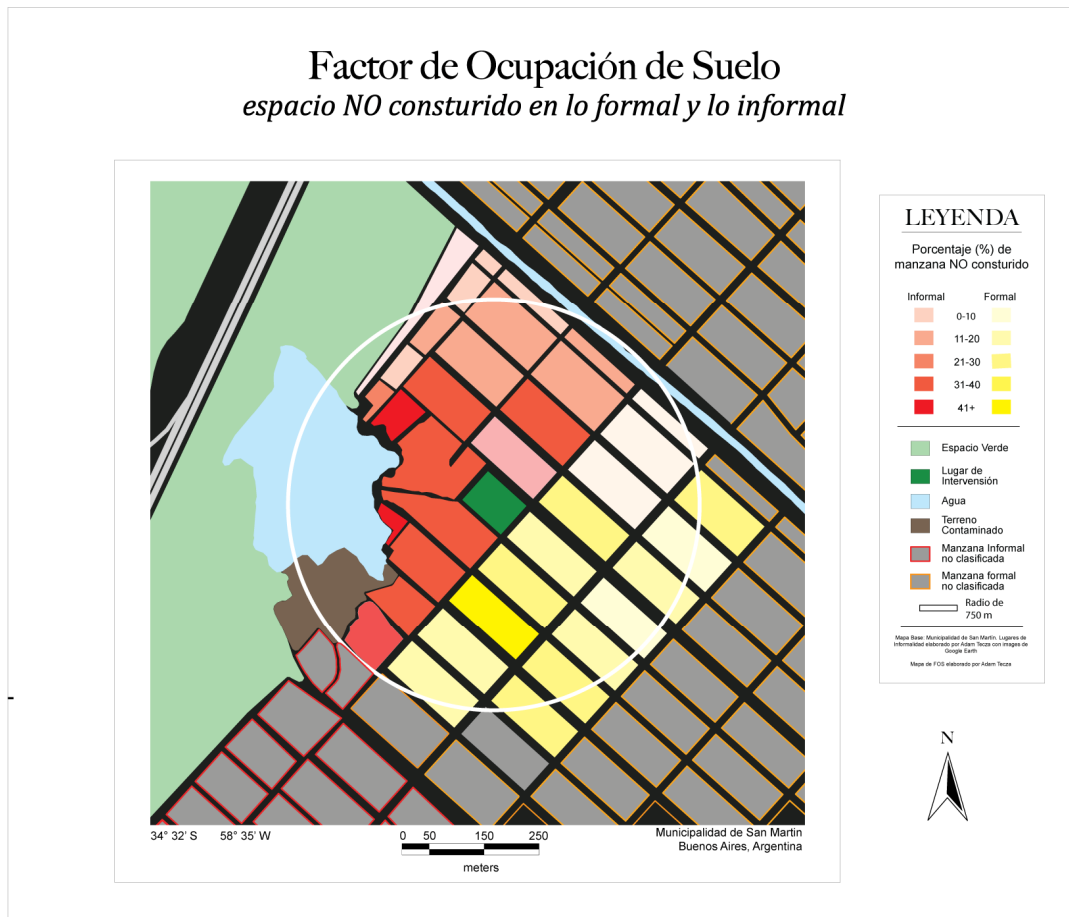 Factor de Ocupación de Suelo
espacio NO consturido en lo formal y lo informal
LEYENDA
Porcentaje (%) de
manzana NO consturido
Informal Formal
0-10
11-20
21-30
31-40
41+
Espacio Verde
Lugar de
Intervensión
Agua
Terreno
Contaminado
Manzana Informal
no clasificada
Manzana formal
no clasificada
Radio de
750 m
Mapa Base: Municipalidad de San Martín. Lugares de
Informalidad elaborado por Adam Tecza con images de
Google Earth
Mapa de FOS elaborado por Adam Tecza
N
34° 32' S 58° 35' W
0 50 150 250
meters
Municipalidad de San Martin
Buenos Aires, Argentina